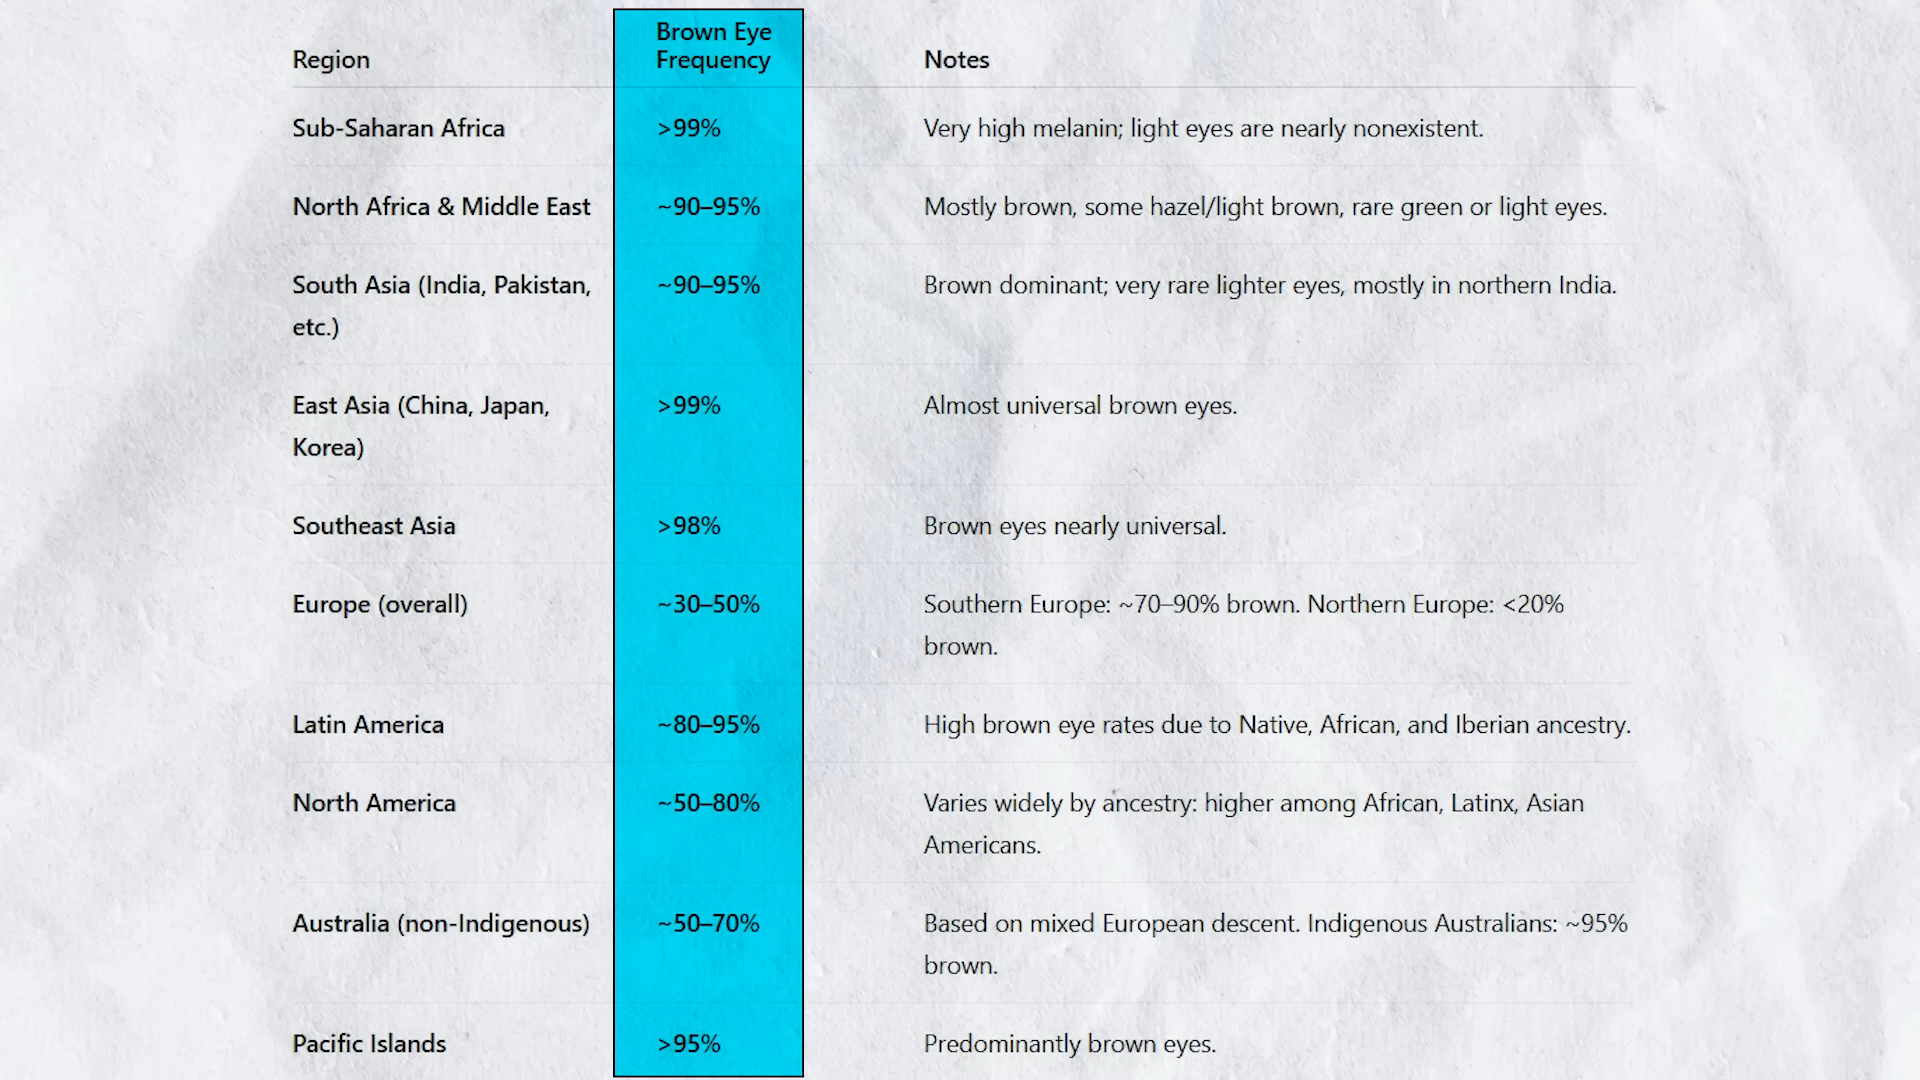 Region Brown Eye Frequency Notes
Sub-Saharan Africa >99% Very high melanin; light eyes are nearly nonexistent.
North Africa & Middle East ~90–95% Mostly brown, some hazel/light brown, rare green or light eyes.
South Asia (India, Pakistan, ~90–95% Brown dominant; very rare lighter eyes, mostly in northern India.
etc.)
East Asia (China, Japan, >99% Almost universal brown eyes.
Korea)
Southeast Asia >98% Brown eyes nearly universal.
Europe (overall) ~30–50% Southern Europe: ~70–90% brown. Northern Europe: <20%
brown.
Latin America ~80–95% High brown eye rates due to Native, African, and Iberian ancestry.
North America ~50–80% Varies widely by ancestry: higher among African, Latinx, Asian
Americans.
Australia (non-Indigenous) ~50–70% Based on mixed European descent. Indigenous Australians: ~95%
brown.
Pacific Islands >95% Predominantly brown eyes.